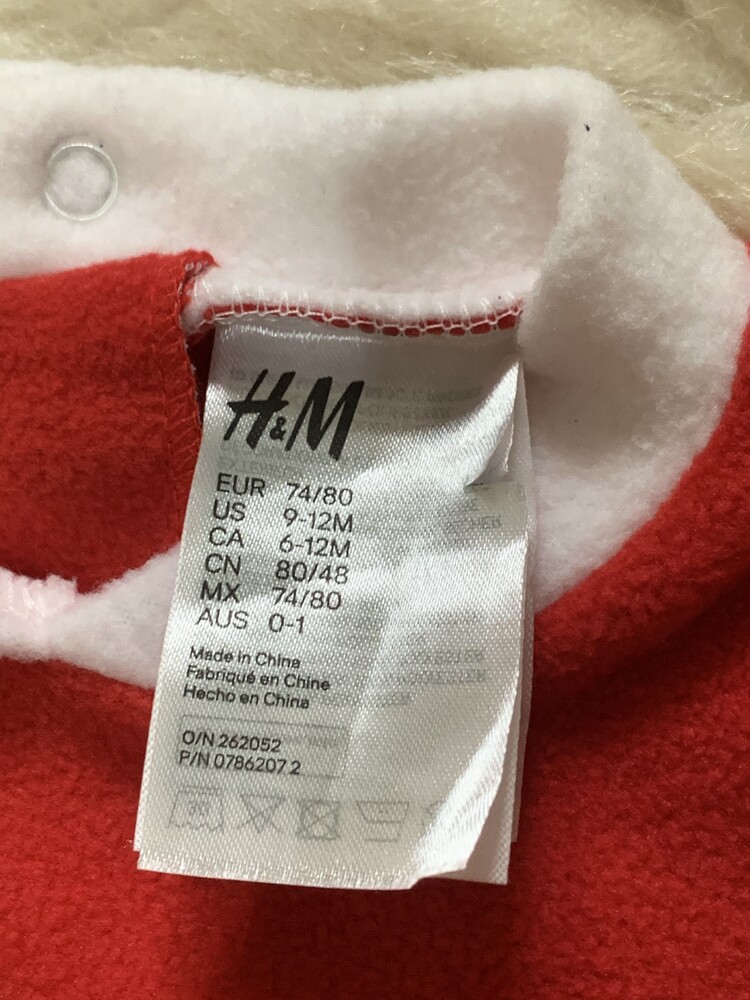 H&M
EUR 74/80
US 9-12M
CA 6-12M
CN 80/48
MX 74/80
AUS 0-1
Made in China
Fabriqué en Chine
Hecho en China
O/N 262052
P/N 0786207 2
30